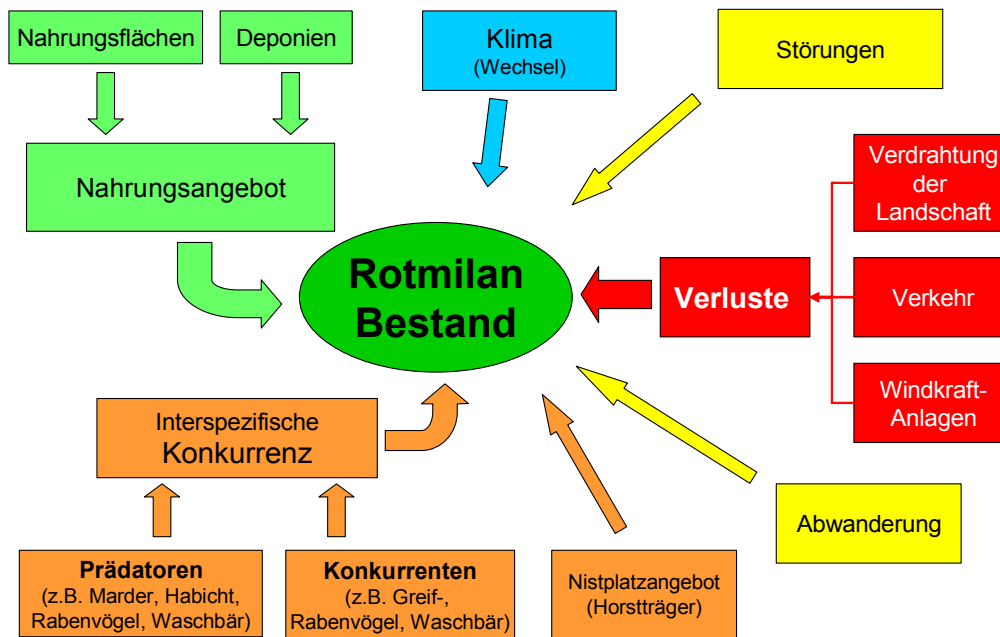 Nahrungsflächen
Deponien
Klima
(Wechsel)
Störungen
Nahrungsangebot
Verdrahtung
der
Landschaft
Rotmilan
Bestand
Verluste
Verkehr
Windkraft-
Anlagen
Interspezifische
Konkurrenz
Abwanderung
Prädatoren
(z.B. Marder, Habicht,
Rabenvögel, Waschbär)
Konkurrenten
(z.B. Greif-,
Rabenvögel, Waschbär)
Nistplatzangebot
(Horstträger)